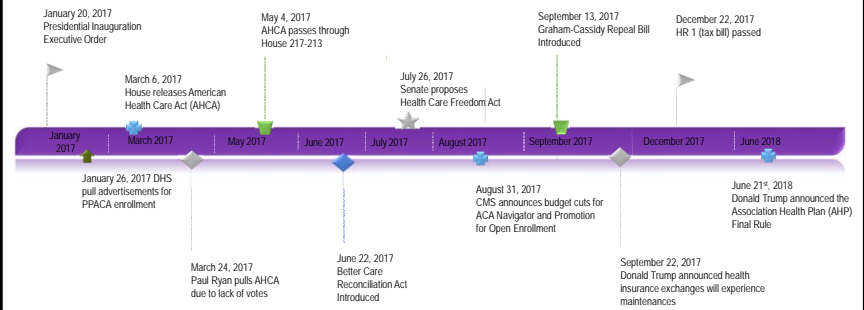 January 20, 2017
Presidential Inauguration
Executive Order
May 4, 2017
AHCA passes through
House 217-213
September 13, 2017
Graham-Cassidy Repeal Bill
Introduced
December 22, 2017
HR 1 (tax bill) passed
March 6, 2017
House releases American
Health Care Act (AHCA)
July 26, 2017
Senate proposes
Health Care Freedom Act
January
2017
March 2017
May 2017
June 2017
July 2017
August 2017
September 2017
December 2017
June 2018
January 26, 2017 DHS
pull advertisements for
PPACA enrollment
August 31, 2017
CMS announces budget cuts for
ACA Navigator and Promotion
for Open Enrollment
June 21st, 2018
Donald Trump announced the
Association Health Plan (AHP)
Final Rule
March 24, 2017
Paul Ryan pulls AHCA
due to lack of votes
June 22, 2017
Better Care
Reconciliation Act
Introduced
September 22, 2017
Donald Trump announced health
insurance exchanges will experience
maintenances